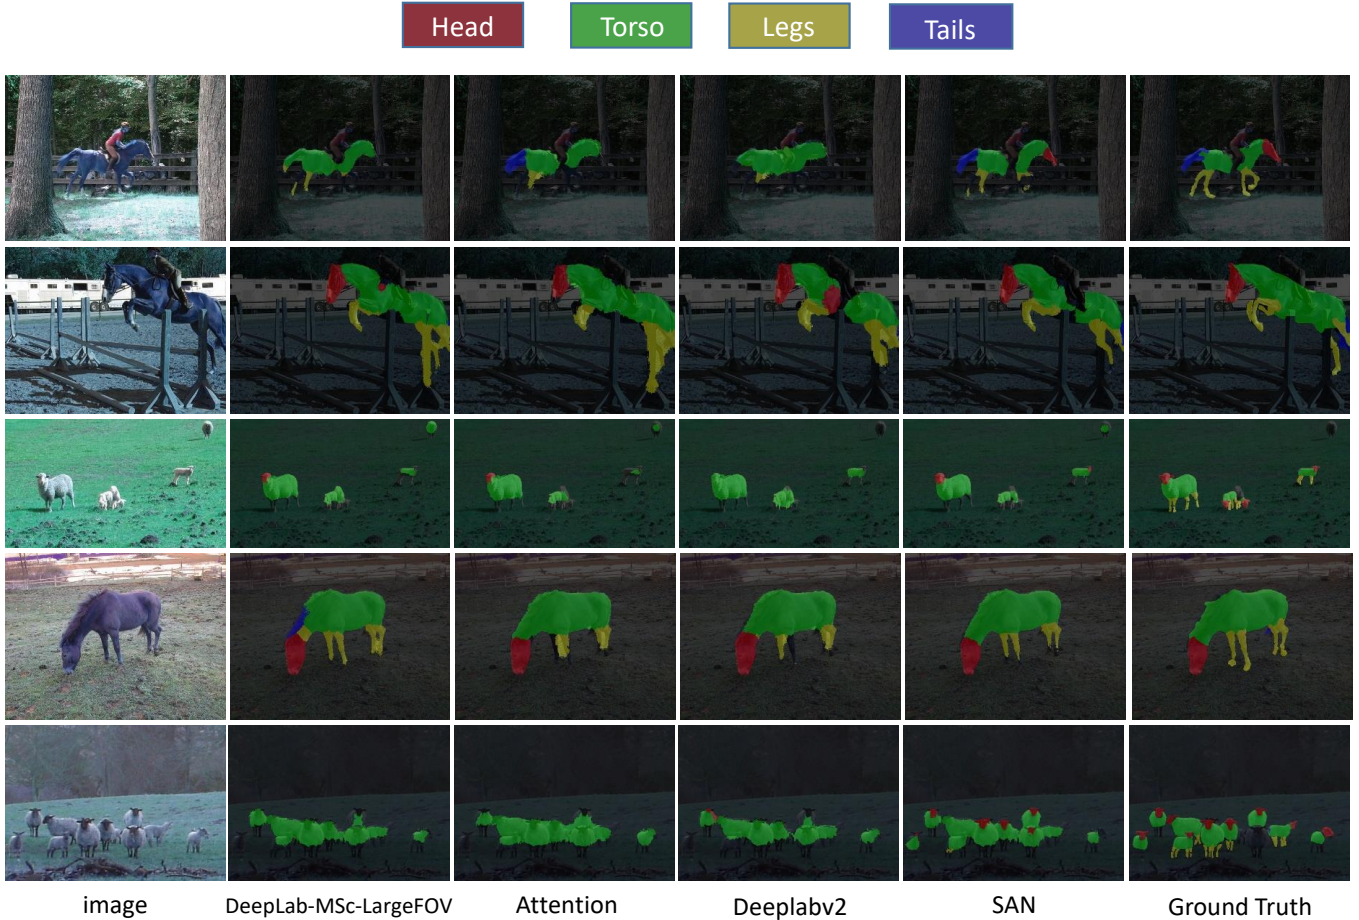 Head Torso Legs Tails
image DeepLab-MSc-LargeFOV Attention Deeplabv2 SAN Ground Truth